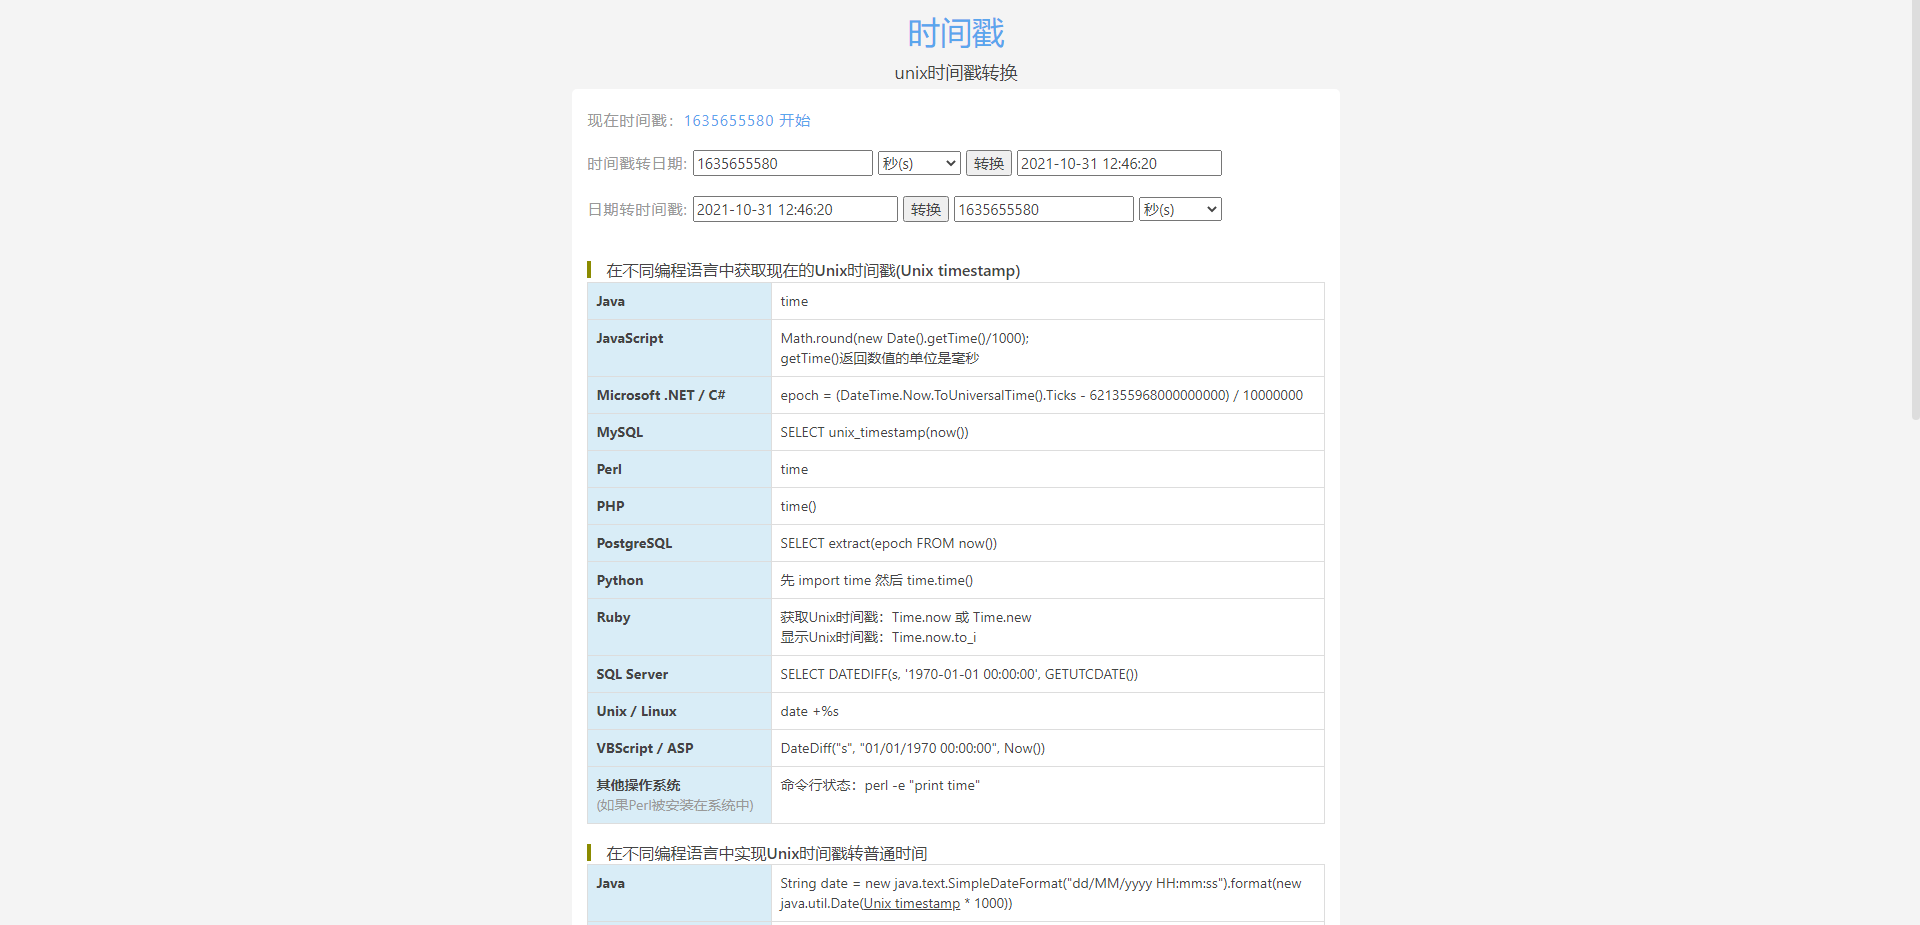 时间戳
unix时间戳转换
现在时间戳：1635655580 开始
时间戳转日期: 1635655580 秒(s) 转换 2021-10-31 12:46:20
日期转时间戳: 2021-10-31 12:46:20 转换 1635655580 秒(s)
在不同编程语言中获取现在的Unix时间戳(Unix timestamp)
Java time
JavaScript Math.round(new Date().getTime()/1000);
getTime()返回数值的单位是毫秒
Microsoft .NET / C# epoch = (DateTime.Now.ToUniversalTime().Ticks - 621355968000000000) / 10000000
MySQL SELECT unix_timestamp(now())
Perl time
PHP time()
PostgreSQL SELECT extract(epoch FROM now())
Python 先 import time 然后 time.time()
Ruby 获取Unix时间戳：Time.now 或 Time.new
显示Unix时间戳：Time.now.to_i
SQL Server SELECT DATEDIFF(s, '1970-01-01 00:00:00', GETUTCDATE())
Unix / Linux date +%s
VBScript / ASP DateDiff("s", "01/01/1970 00:00:00", Now())
其他操作系统 命令行状态：perl -e "print time"
(如果Perl被安装在系统中)
在不同编程语言中实现Unix时间戳转普通时间
Java String date = new java.text.SimpleDateFormat("dd/MM/yyyy HH:mm:ss").format(new
java.util.Date(Unix timestamp * 1000))